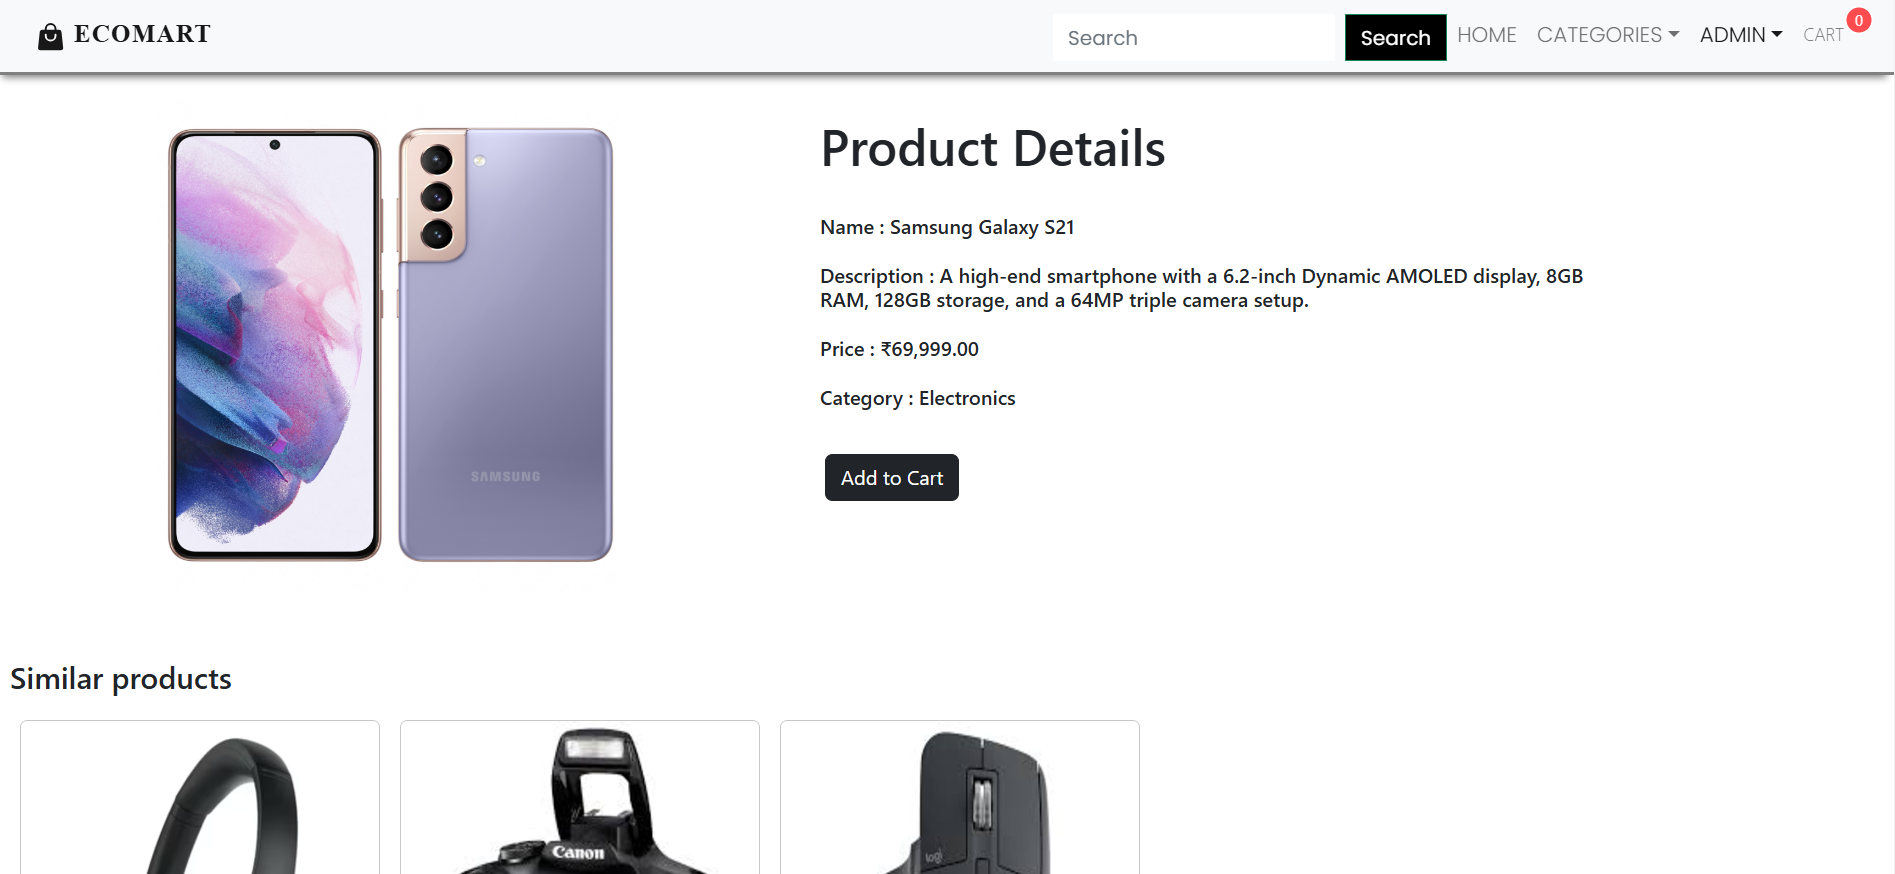 ECOMART
Search
Search
HOME
CATEGORIES
ADMIN
CART
0
Product Details
Name : Samsung Galaxy S21
Description : A high-end smartphone with a 6.2-inch Dynamic AMOLED display, 8GB
RAM, 128GB storage, and a 64MP triple camera setup.
Price : ₹69,999.00
Category : Electronics
Add to Cart
SAMSUNG
Similar products
Canon
logi